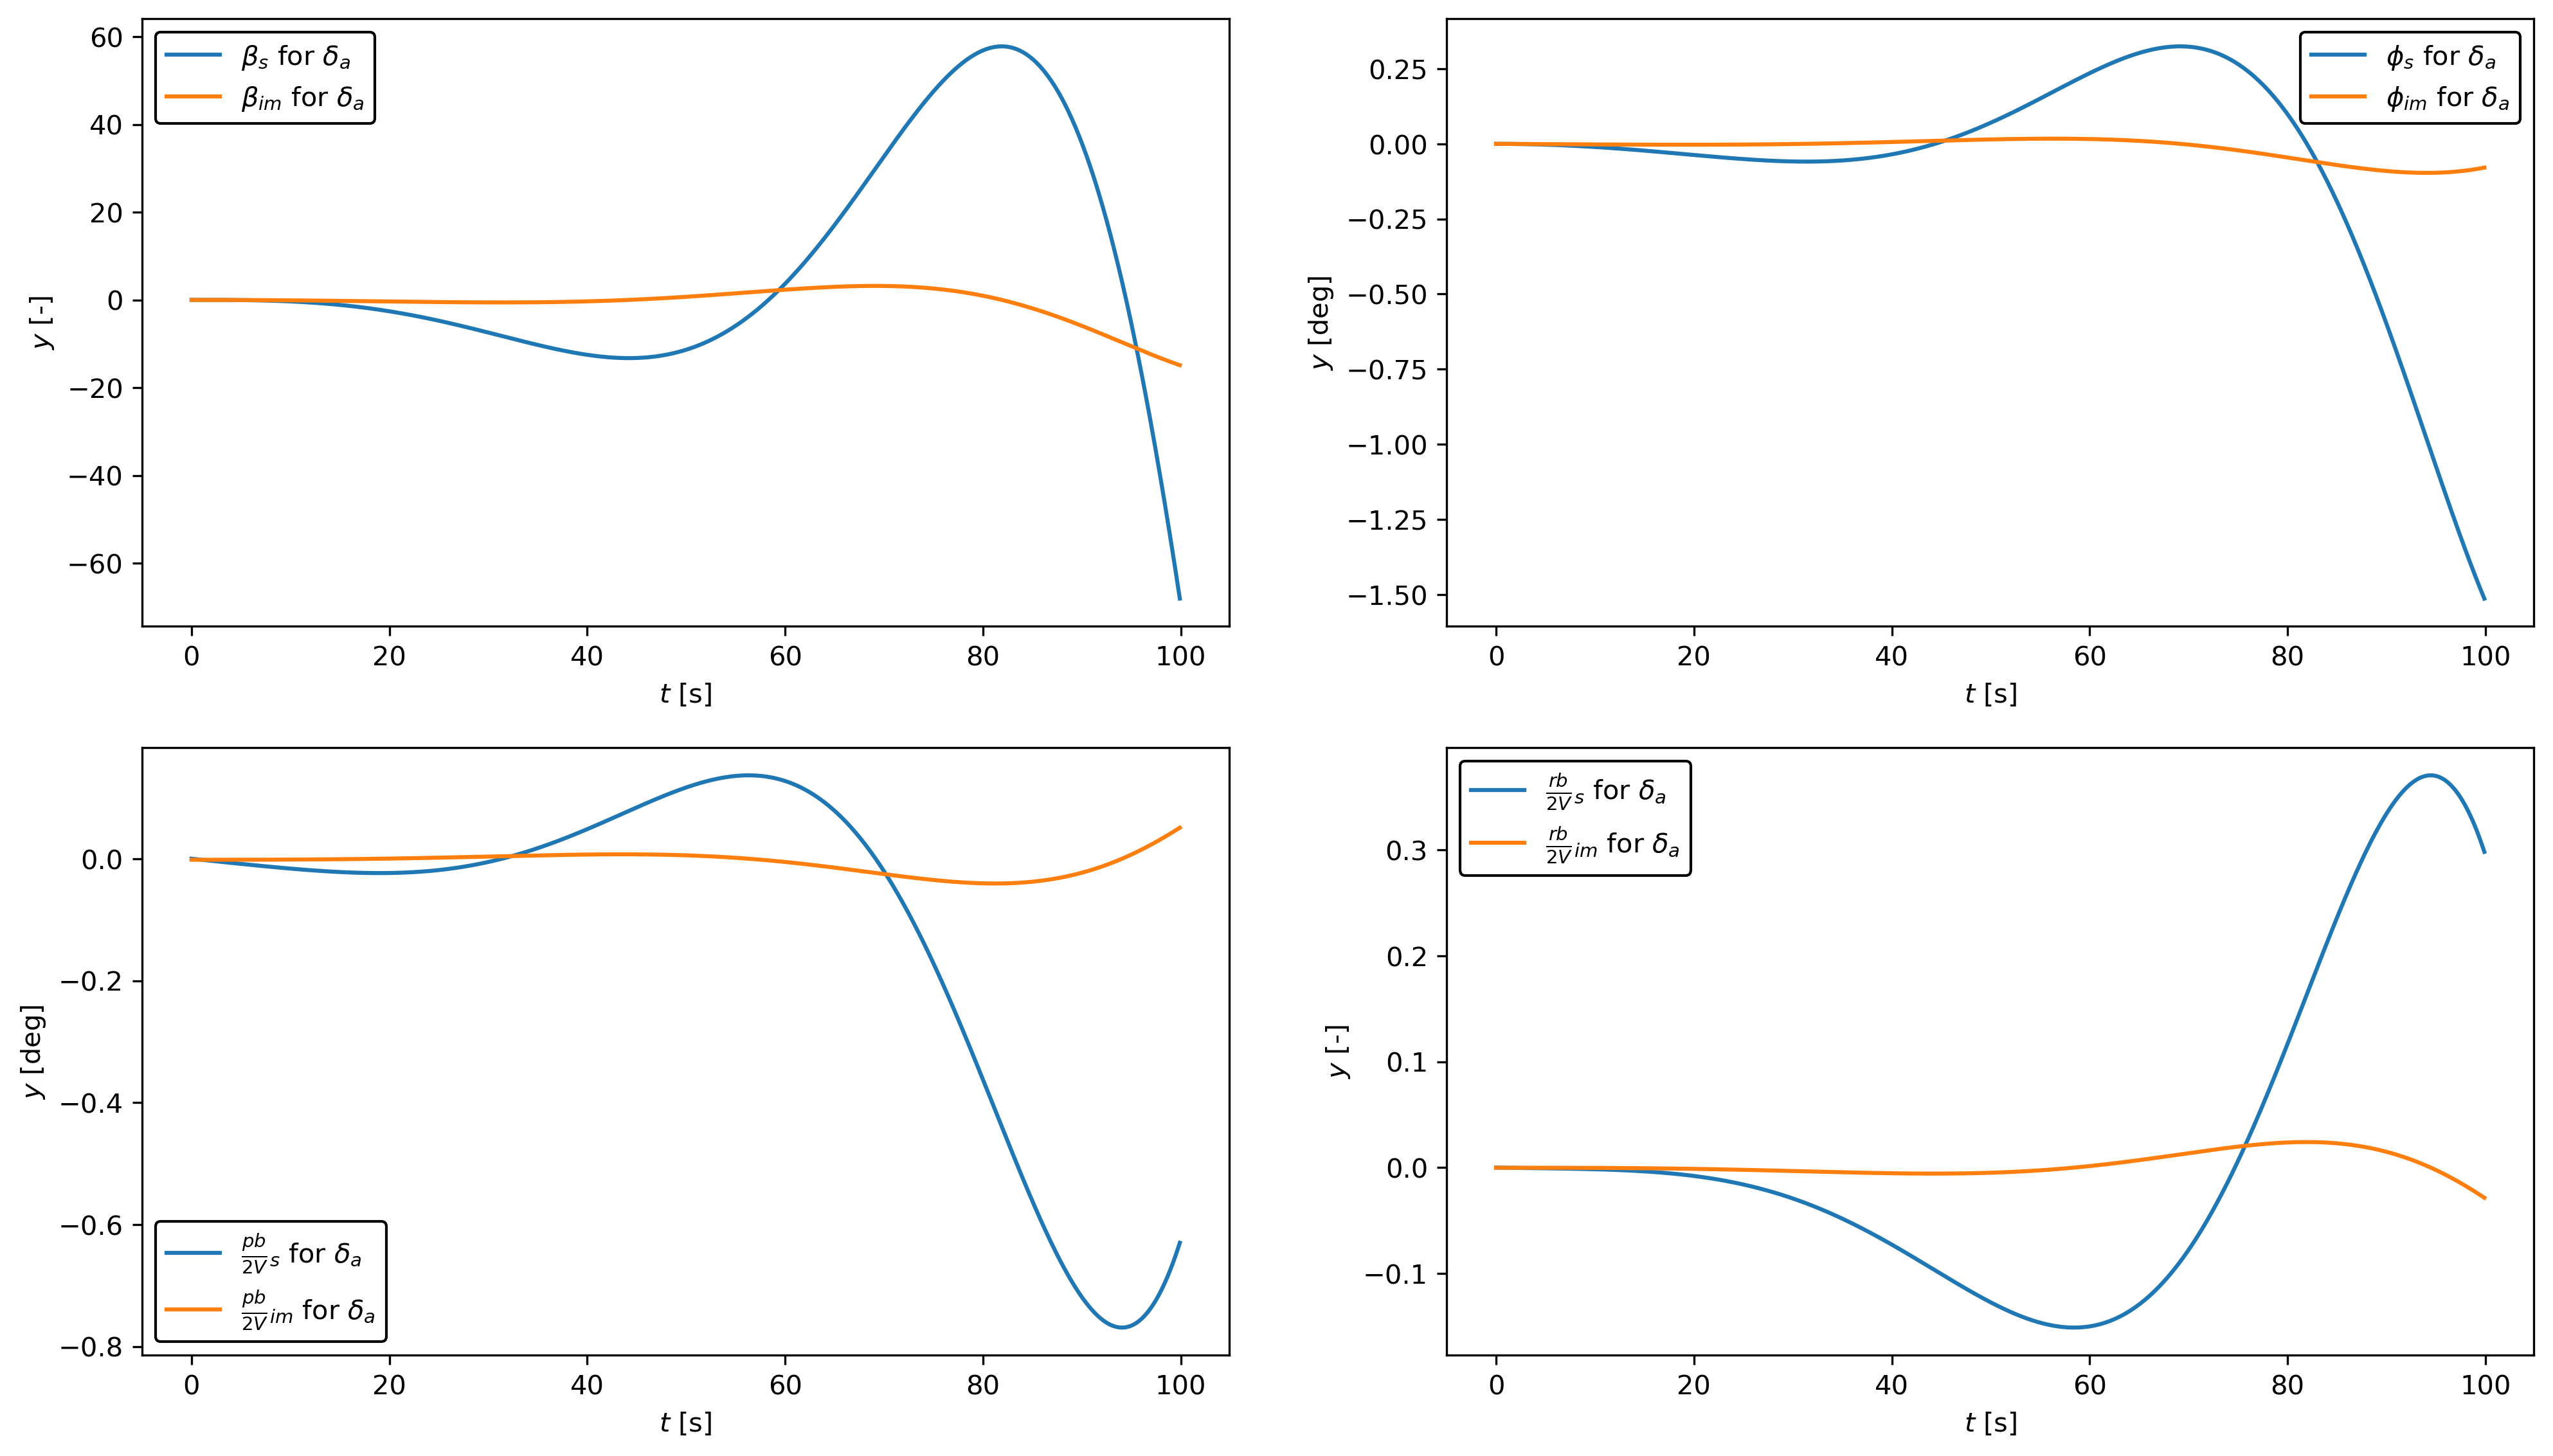 β_s for δ_a
β_im for δ_a
60
40
20
0
−20
−40
−60
y [-]
0 20 40 60 80 100
t [s]
ϕ_s for δ_a
ϕ_im for δ_a
0.25
0.00
−0.25
−0.50
−0.75
−1.00
−1.25
−1.50
y [deg]
0 20 40 60 80 100
t [s]
pb/2V s for δ_a
pb/2V im for δ_a
0.0
−0.2
−0.4
−0.6
−0.8
y [deg]
0 20 40 60 80 100
t [s]
rb/2V s for δ_a
rb/2V im for δ_a
0.3
0.2
0.1
0.0
−0.1
y [-]
0 20 40 60 80 100
t [s]